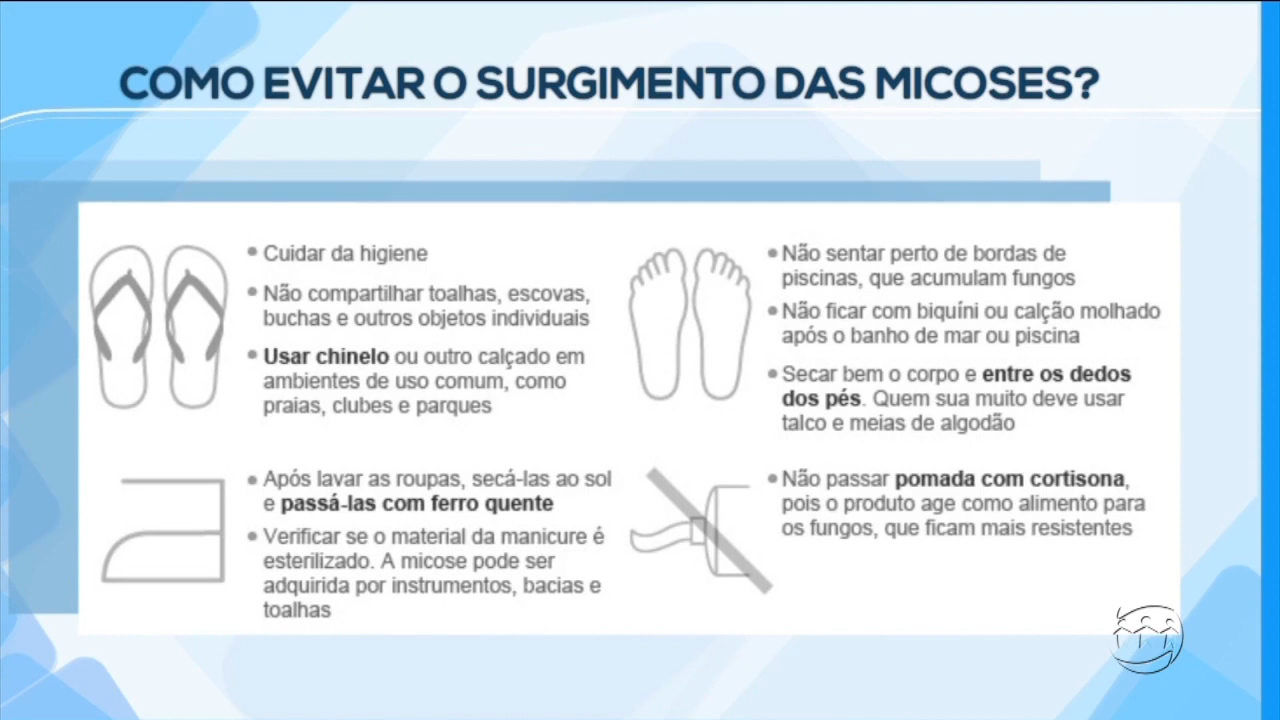 COMO EVITAR O SURGIMENTO DAS MICOSES?
• Cuidar da higiene
• Não compartilhar toalhas, escovas,
buchas e outros objetos individuais
• Usar chinelo ou outro calçado em
ambientes de uso comum, como
praias, clubes e parques
• Não sentar perto de bordas de
piscinas, que acumulam fungos
• Não ficar com biquíni ou calção molhado
após o banho de mar ou piscina
• Secar bem o corpo e entre os dedos
dos pés. Quem sua muito deve usar
talco e meias de algodão
• Após lavar as roupas, secá-las ao sol
e passá-las com ferro quente
• Verificar se o material da manicure é
esterilizado. A micose pode ser
adquirida por instrumentos, bacias e
toalhas
• Não passar pomada com cortisona,
pois o produto age como alimento para
os fungos, que ficam mais resistentes